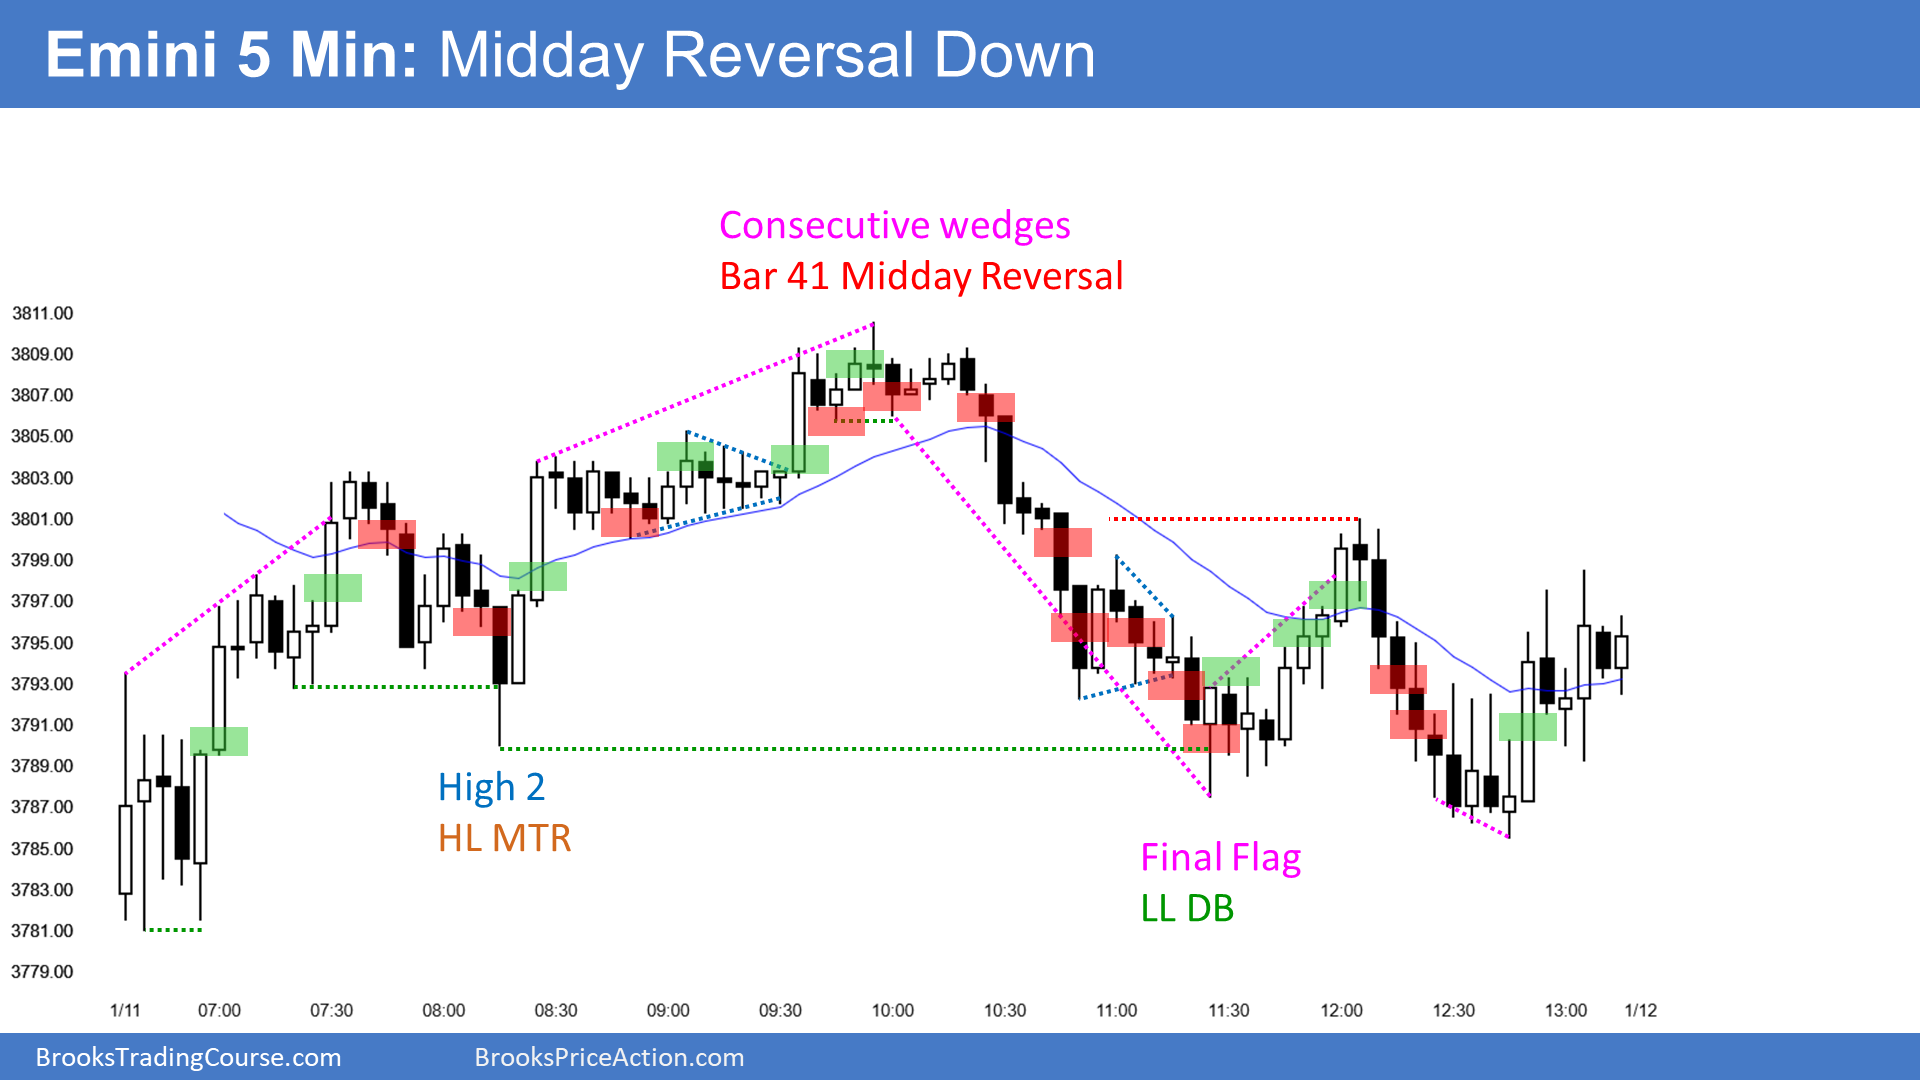 Emini 5 Min: Midday Reversal Down
Consecutive wedges
Bar 41 Midday Reversal
3811.00
3809.00
3807.00
3805.00
3803.00
3801.00
3799.00
3797.00
3795.00
3793.00
3791.00
3789.00
3787.00
3785.00
3783.00
3781.00
3779.00
High 2
HL MTR
Final Flag
LL DB
1/11 07:00 07:30 08:00 08:30 09:00 09:30 10:00 10:30 11:00 11:30 12:00 12:30 13:00 1/12
BrooksTradingCourse.com BrooksPriceAction.com